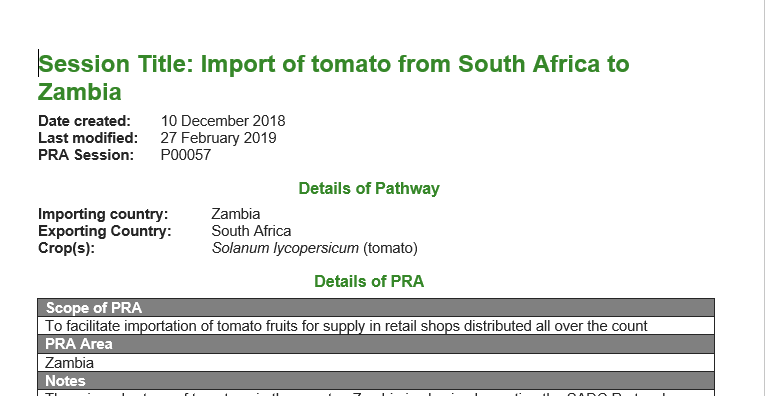 Session Title: Import of tomato from South Africa to
Zambia
Date created: 10 December 2018
Last modified: 27 February 2019
PRA Session: P00057
Details of Pathway
Importing country: Zambia
Exporting Country: South Africa
Crop(s): Solanum lycopersicum (tomato)
Details of PRA
Scope of PRA
To facilitate importation of tomato fruits for supply in retail shops distributed all over the count
PRA Area
Zambia
Notes